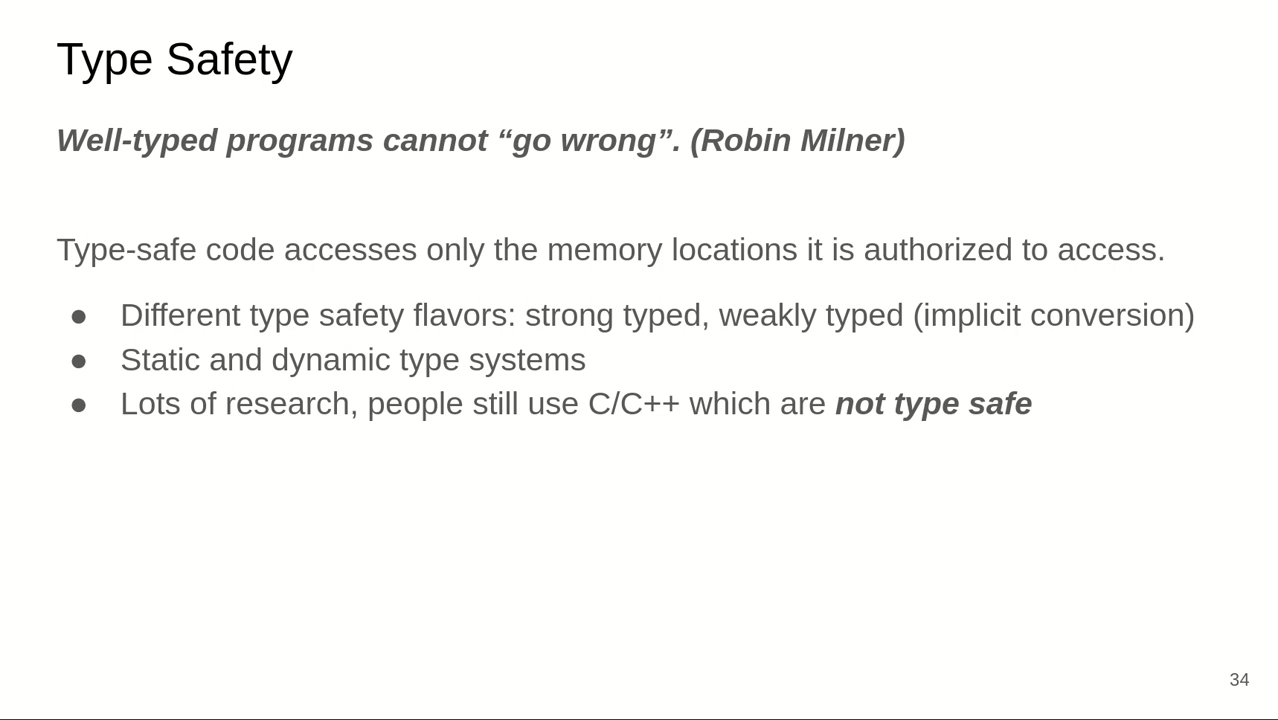 Type Safety
Well-typed programs cannot “go wrong”. (Robin Milner)
Type-safe code accesses only the memory locations it is authorized to access.
● Different type safety flavors: strong typed, weakly typed (implicit conversion)
● Static and dynamic type systems
● Lots of research, people still use C/C++ which are not type safe
34